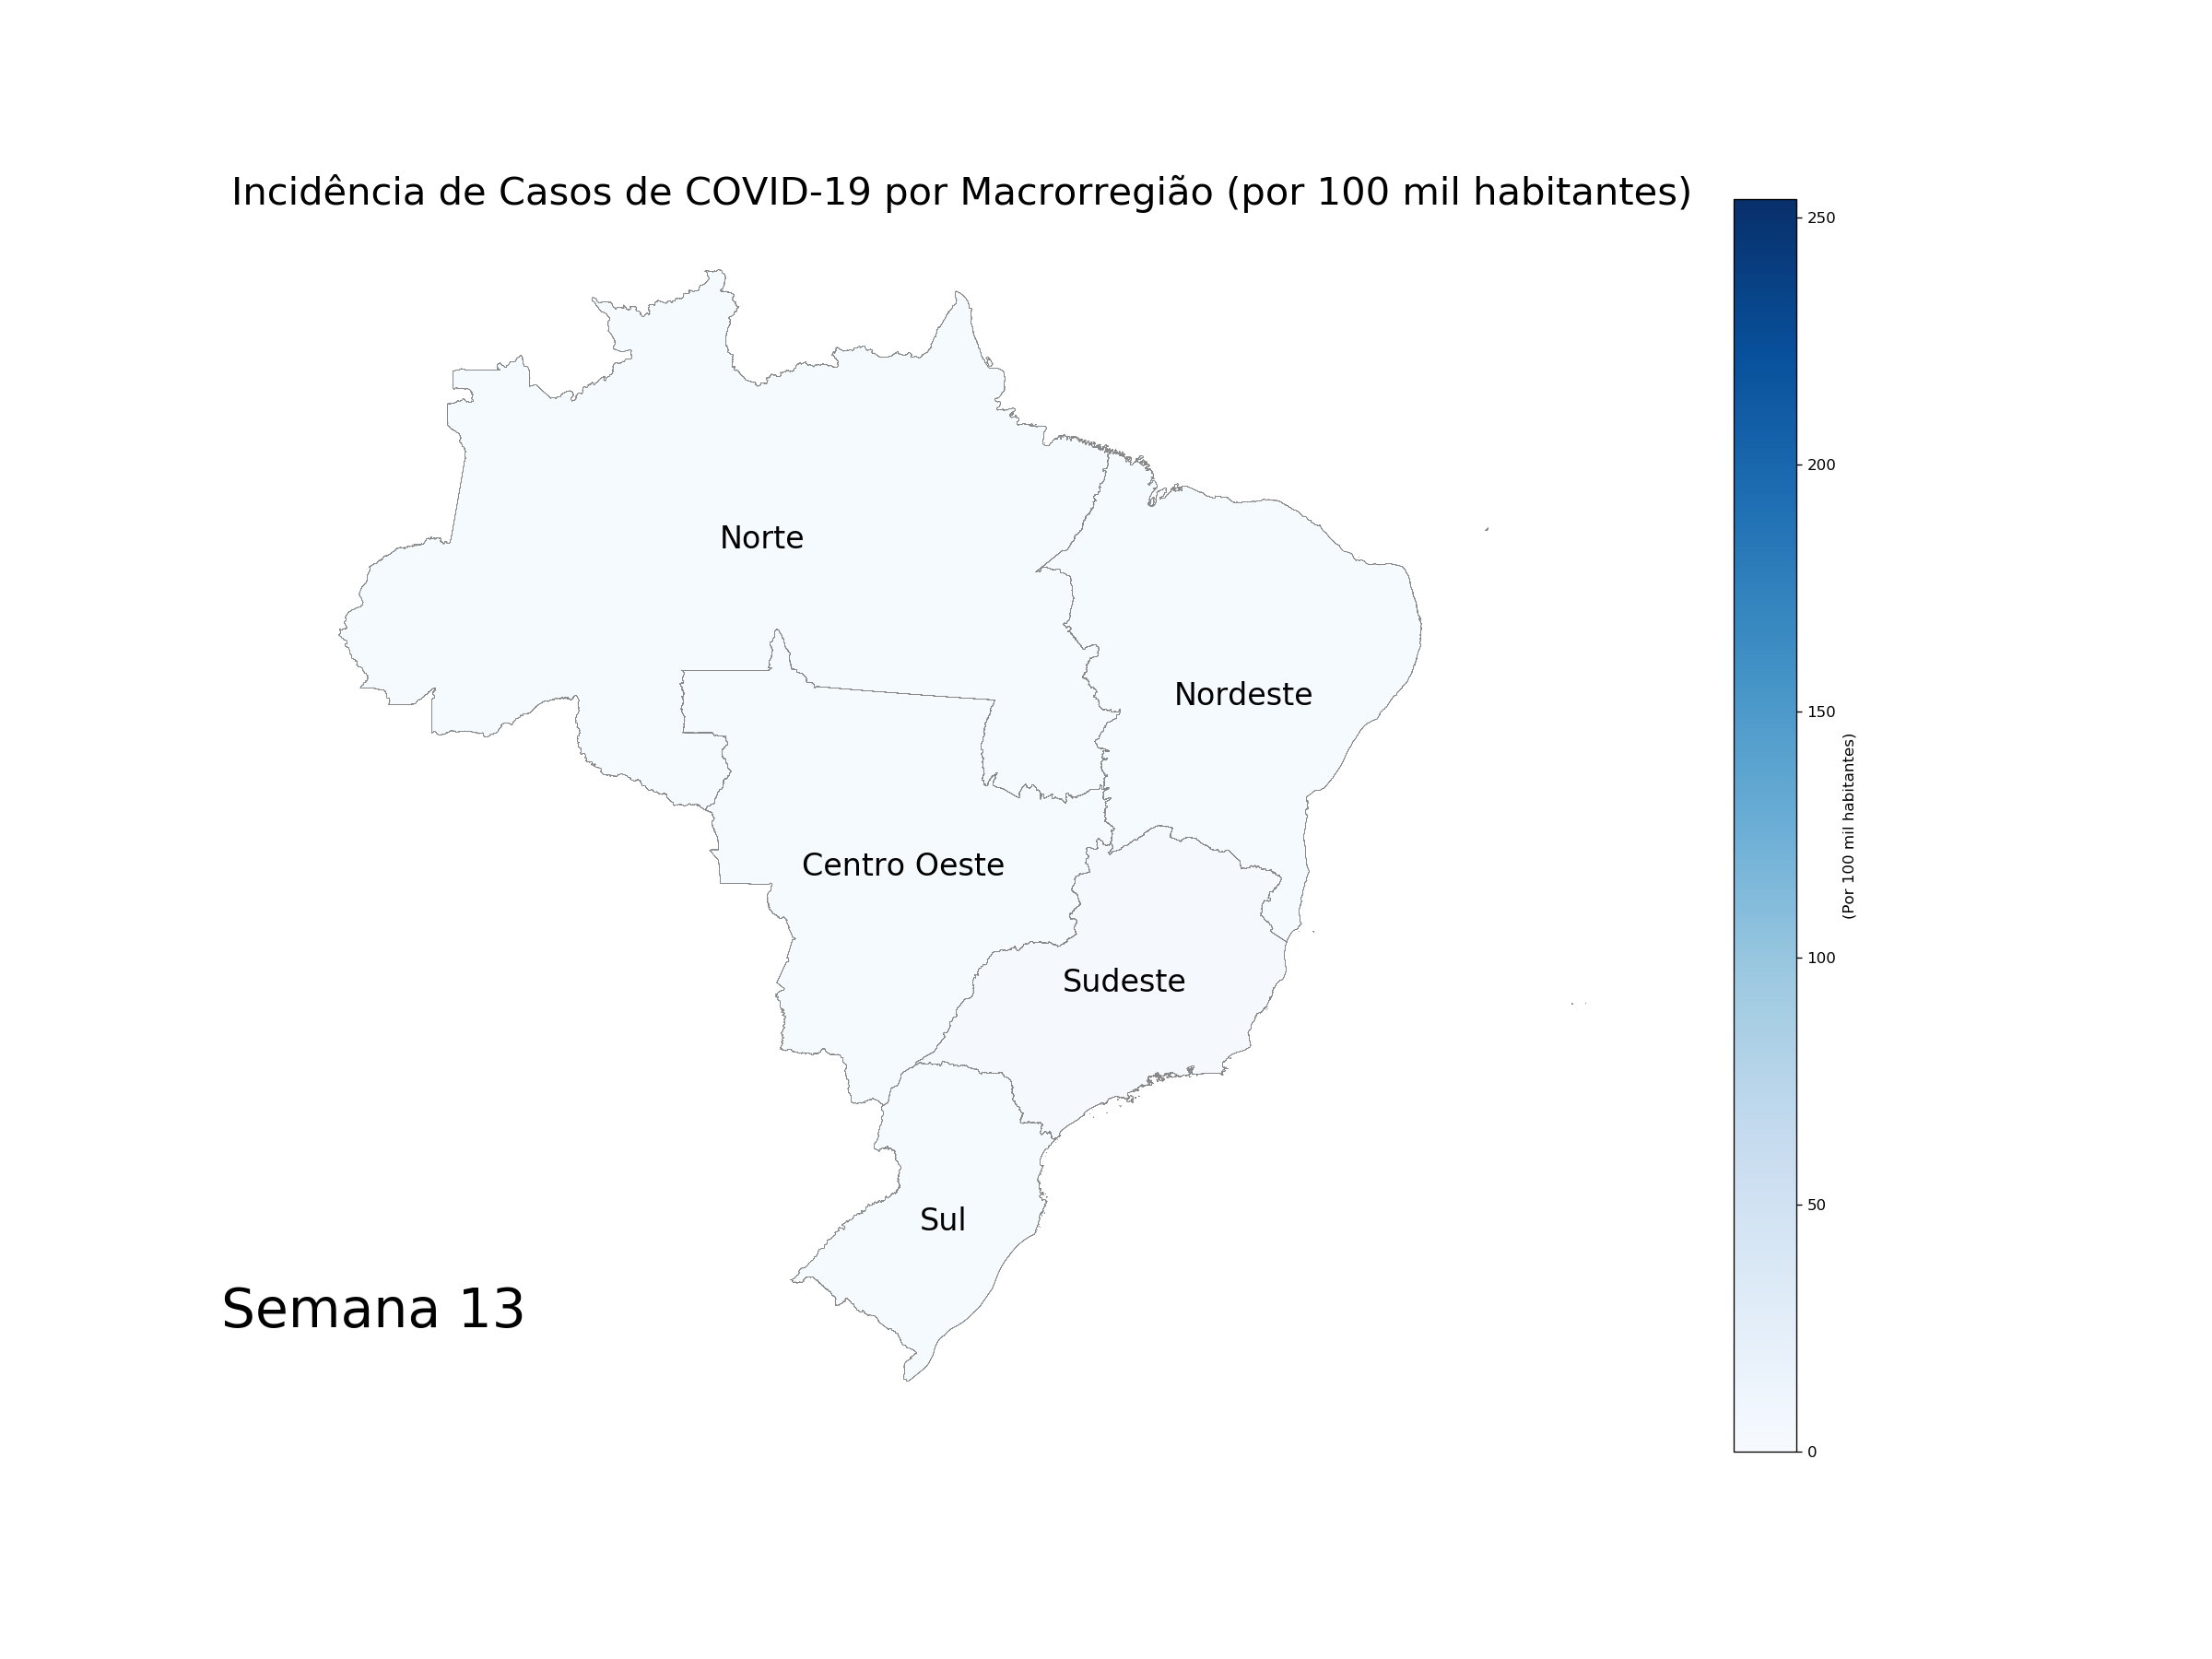 Incidência de Casos de COVID-19 por Macrorregião (por 100 mil habitantes)
250
200
150
100
50
0
(Por 100 mil habitantes)
Norte
Nordeste
Centro Oeste
Sudeste
Sul
Semana 13